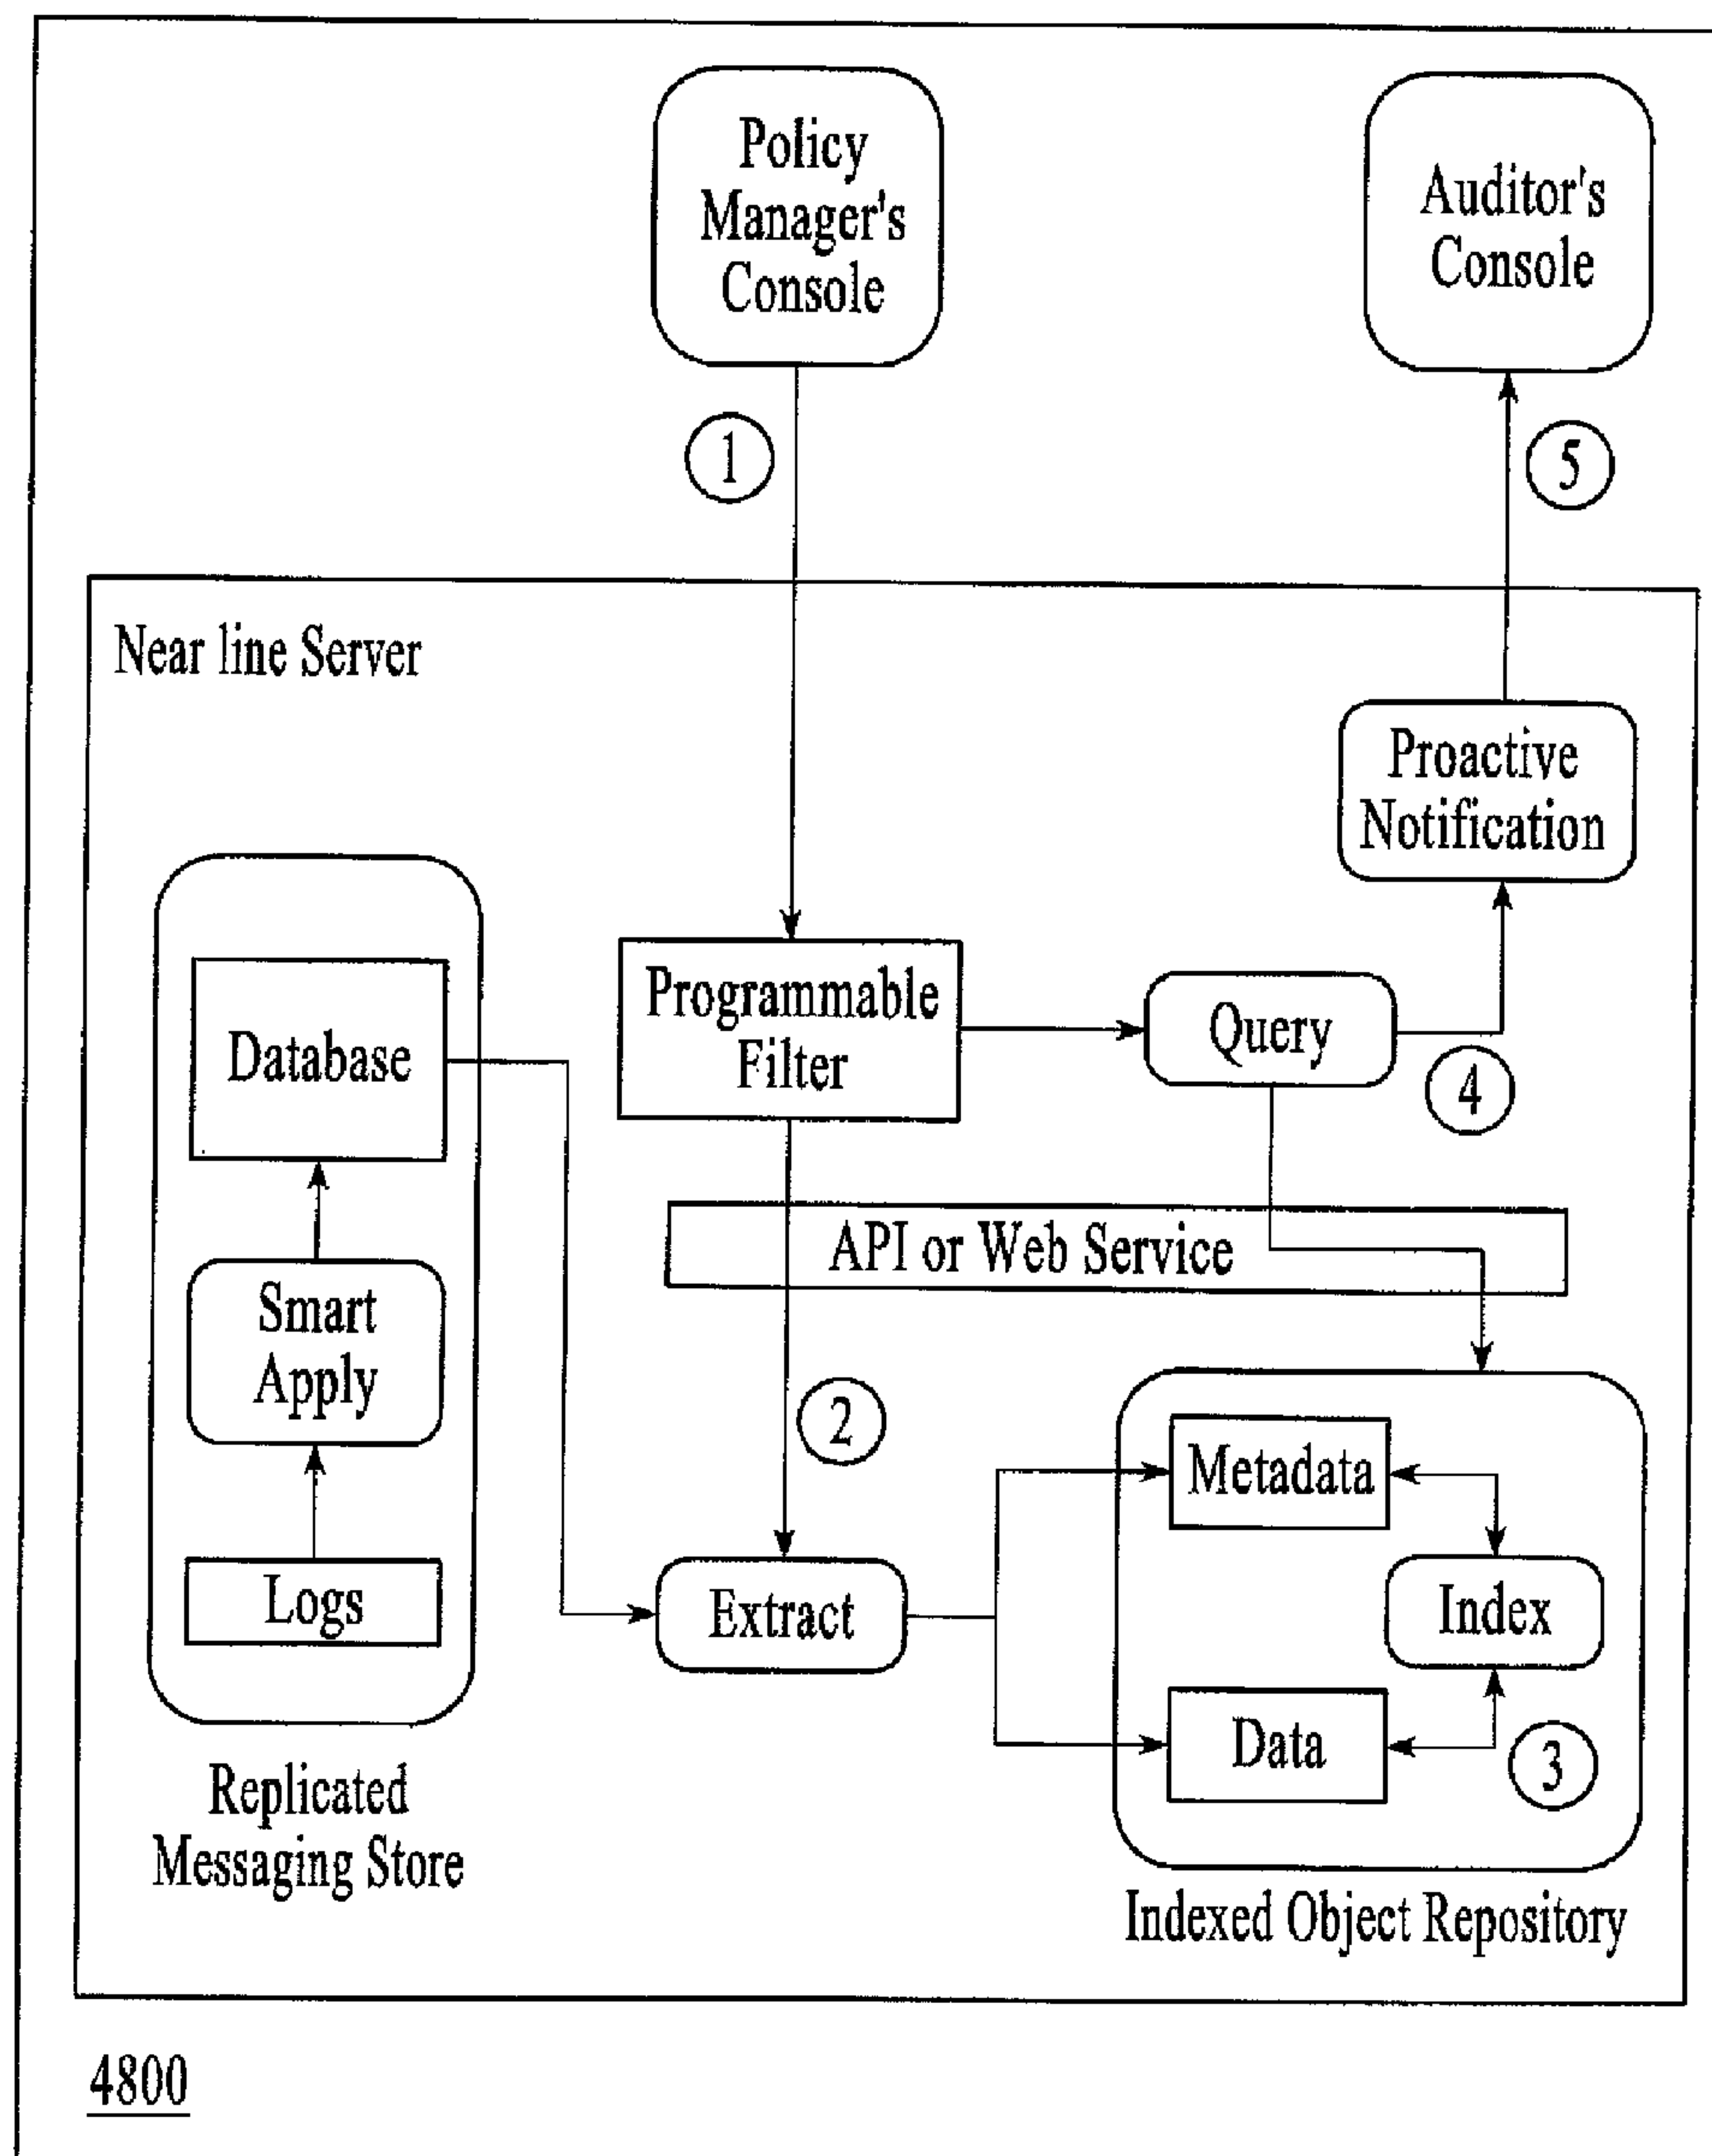 Policy
Manager's
Console
Auditor's
Console
1
5
Near line Server
Proactive
Notification
Database
Programmable
Filter
Query
4
API or Web Service
Smart
Apply
2
Metadata
Logs
Extract
Index
Data
3
Replicated
Messaging Store
Indexed Object Repository
4800